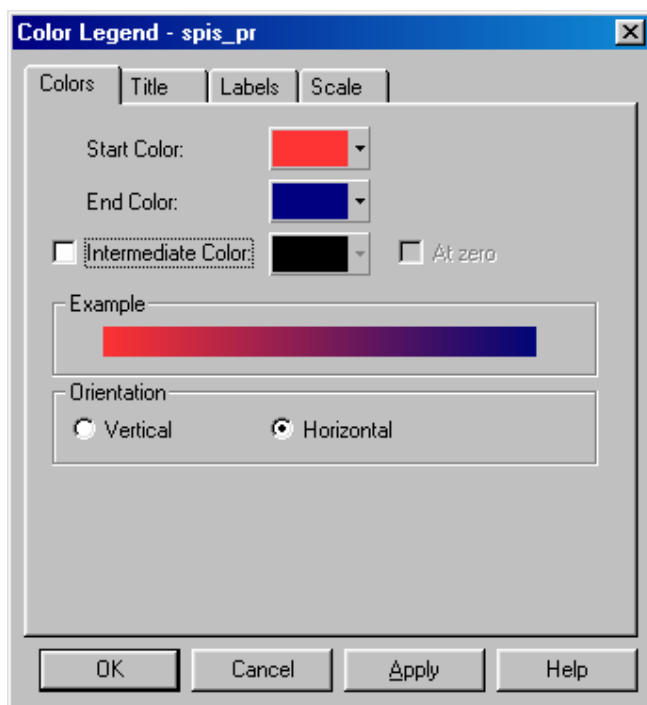 Color Legend - spis_pr
Colors Title Labels Scale
Start Color:
End Color:
Intermediate Color: At zero
Example
Orientation
Vertical Horizontal
OK Cancel Apply Help